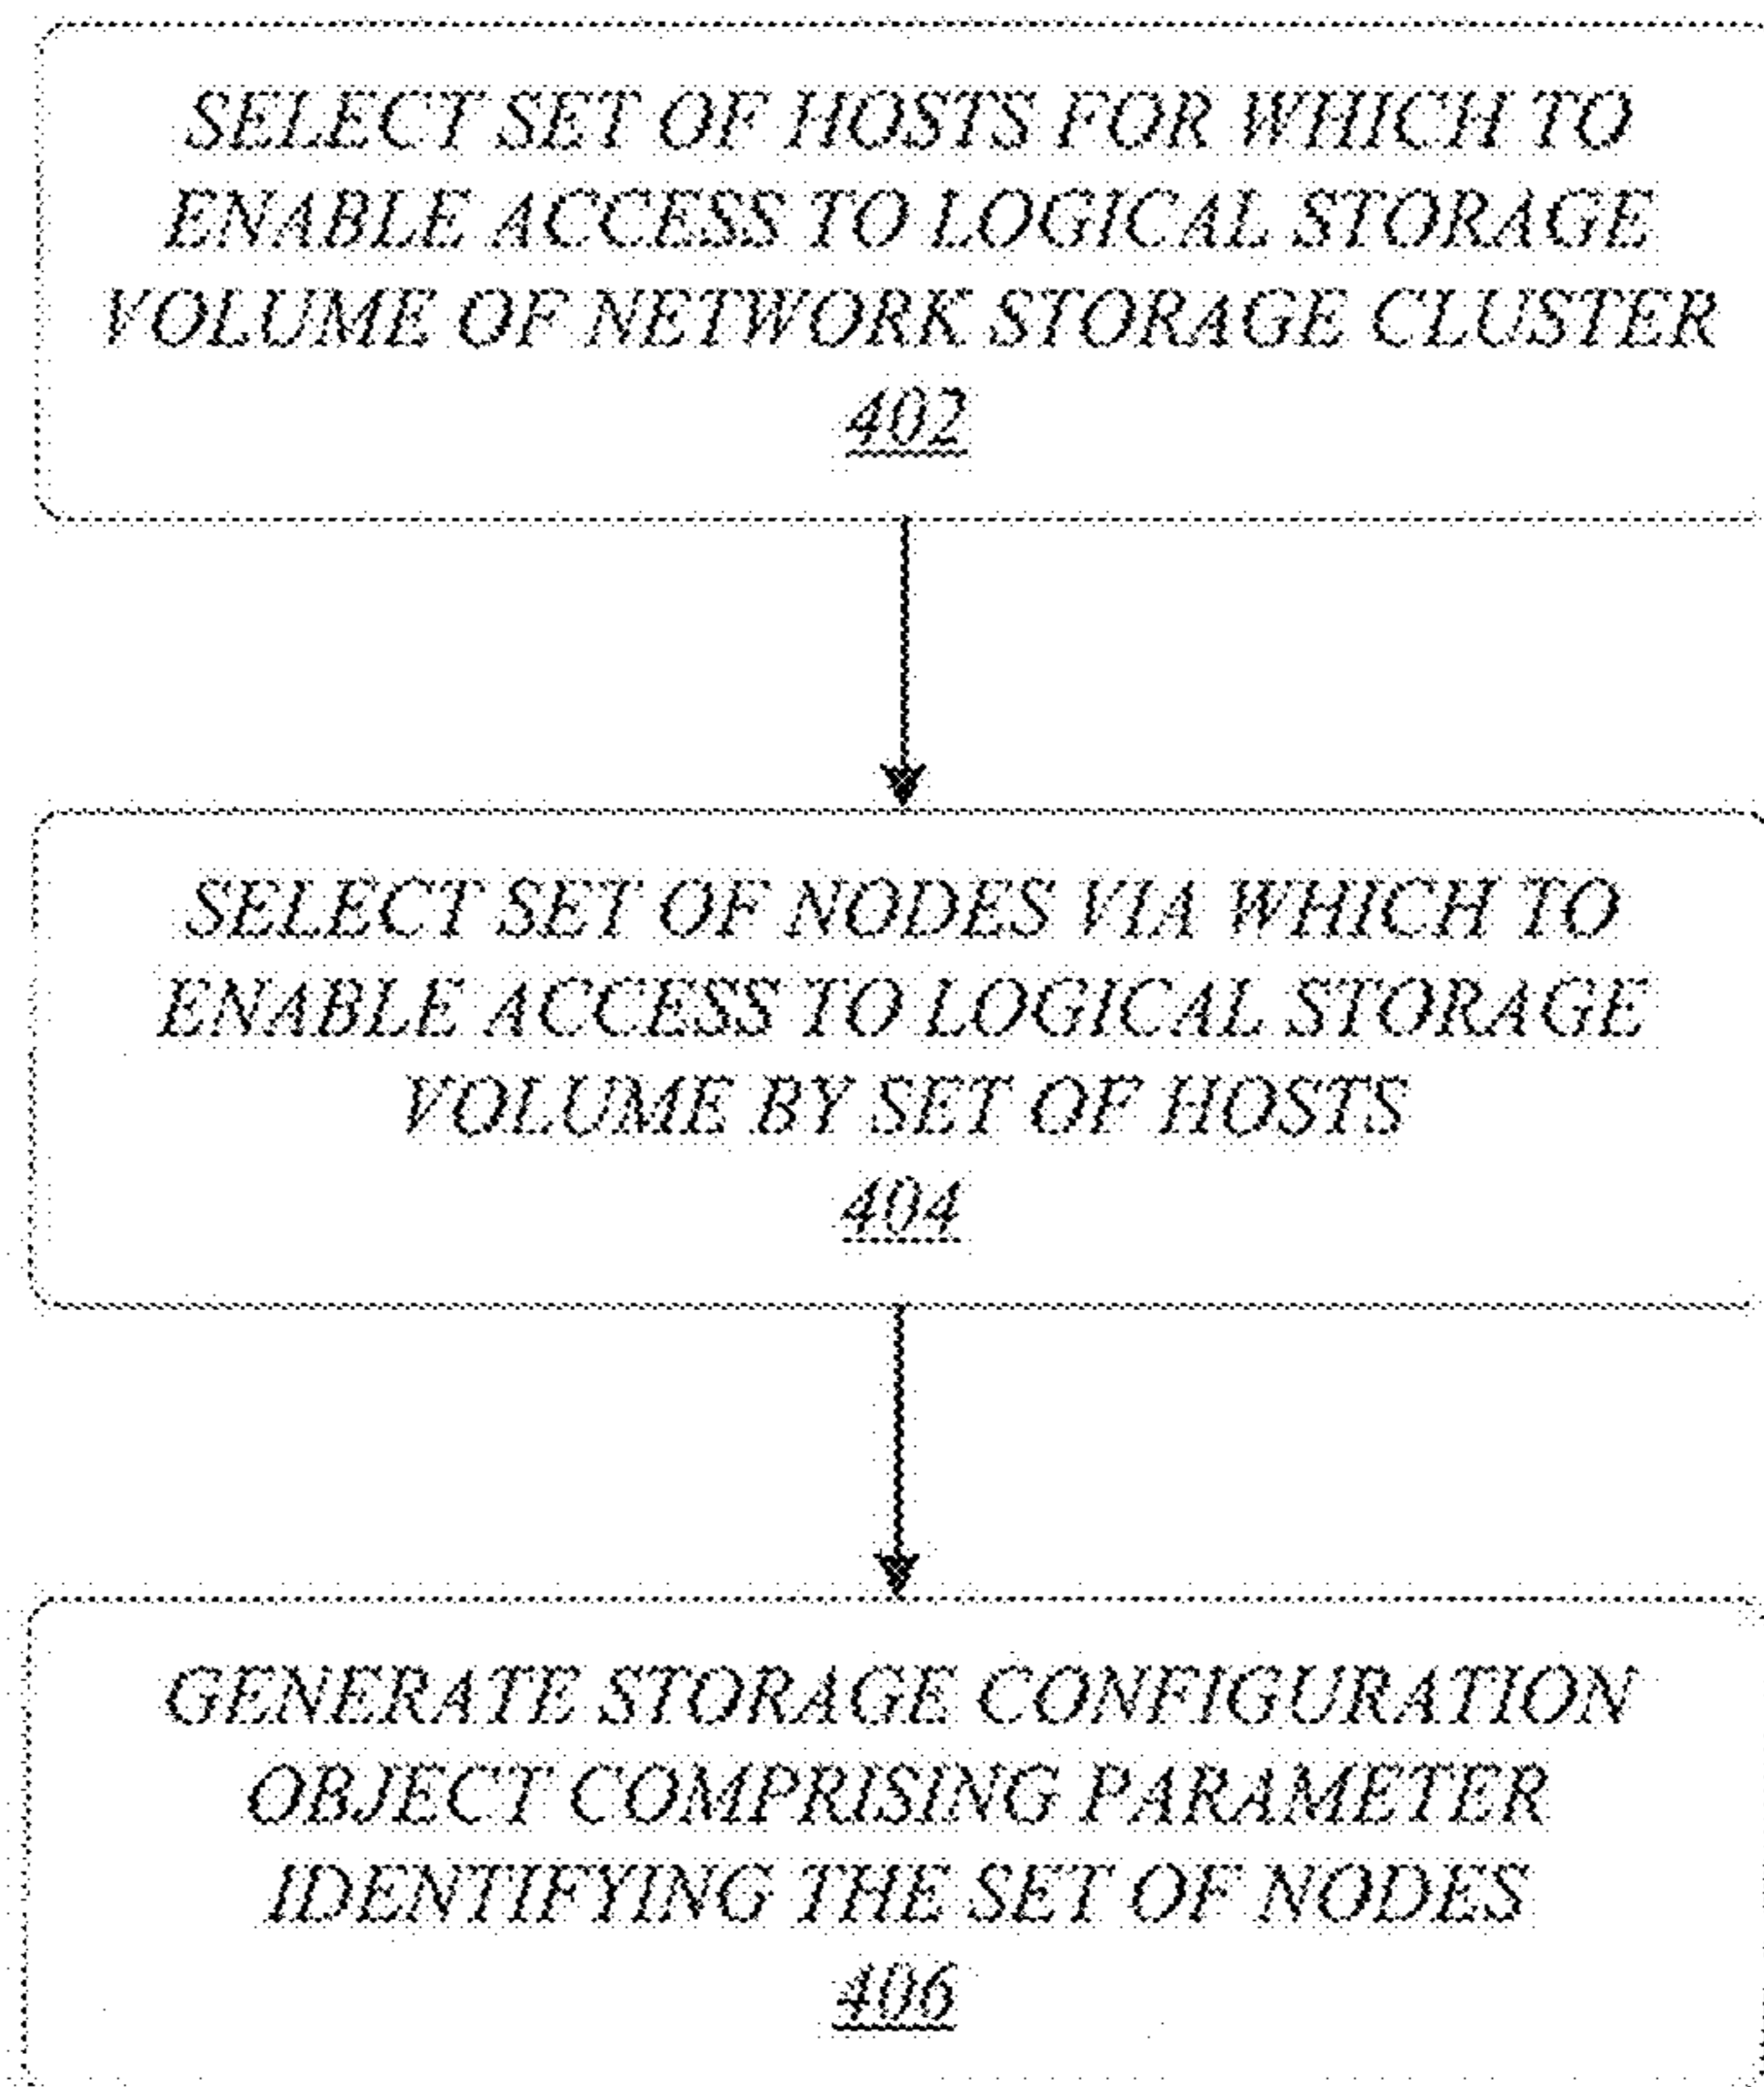 SELECT SET OF HOSTS FOR WHICH TO
ENABLE ACCESS TO LOGICAL STORAGE
VOLUME OF NETWORK STORAGE CLUSTER
402
SELECT SET OF NODES VIA WHICH TO
ENABLE ACCESS TO LOGICAL STORAGE
VOLUME BY SET OF HOSTS
404
GENERATE STORAGE CONFIGURATION
OBJECT COMPRISING PARAMETER
IDENTIFYING THE SET OF NODES
406